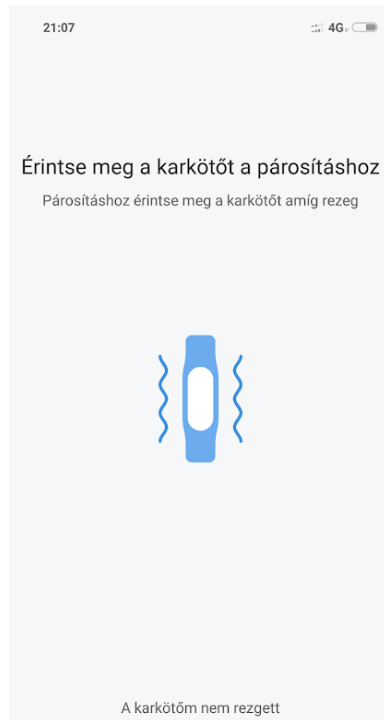 21:07 4G
Érintse meg a karkötőt a párosításhoz
Párosításhoz érintse meg a karkötőt amíg rezeg
A karkötőm nem rezgett